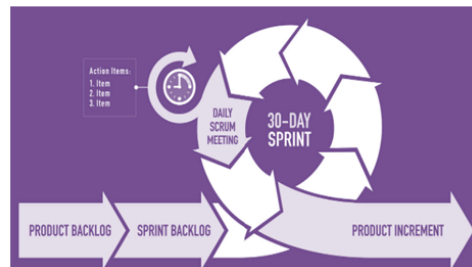 Action Items:
1. Item
2. Item
3. Item
DAILY
SCRUM
MEETING
30-DAY
SPRINT
PRODUCT BACKLOG
SPRINT BACKLOG
PRODUCT INCREMENT